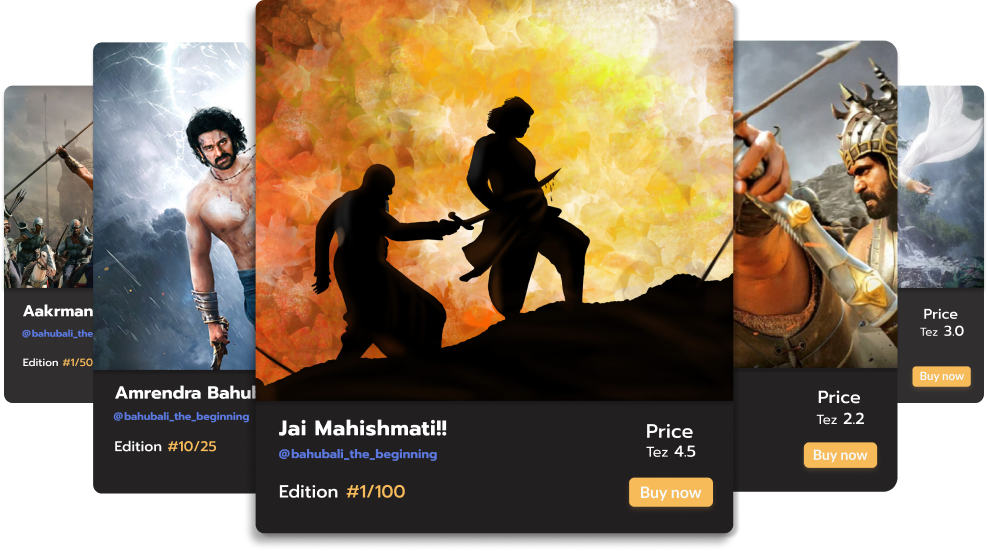 Aakrman
@bahubali_the_
Edition #1/50
Amrendra Bahul
@bahubali_the_beginning
Edition #10/25
Jai Mahishmati!!
@bahubali_the_beginning
Edition #1/100
Price
Tez 4.5
Buy now
Price
Tez 2.2
Buy now
Price
Tez 3.0
Buy now